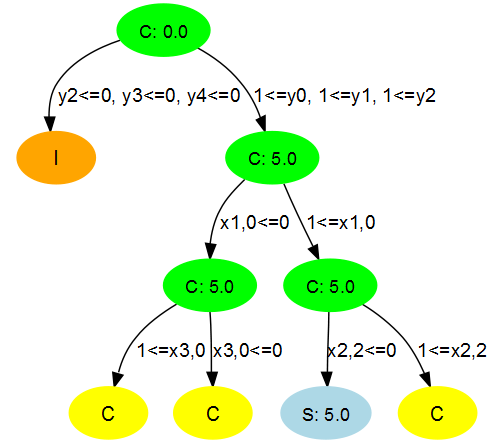 C: 0.0
y2<=0, y3<=0, y4<=0
1<=y0, 1<=y1, 1<=y2
I
C: 5.0
x1,0<=0
1<=x1,0
C: 5.0
C: 5.0
1<=x3,0
x3,0<=0
x2,2<=0
1<=x2,2
C
C
S: 5.0
C